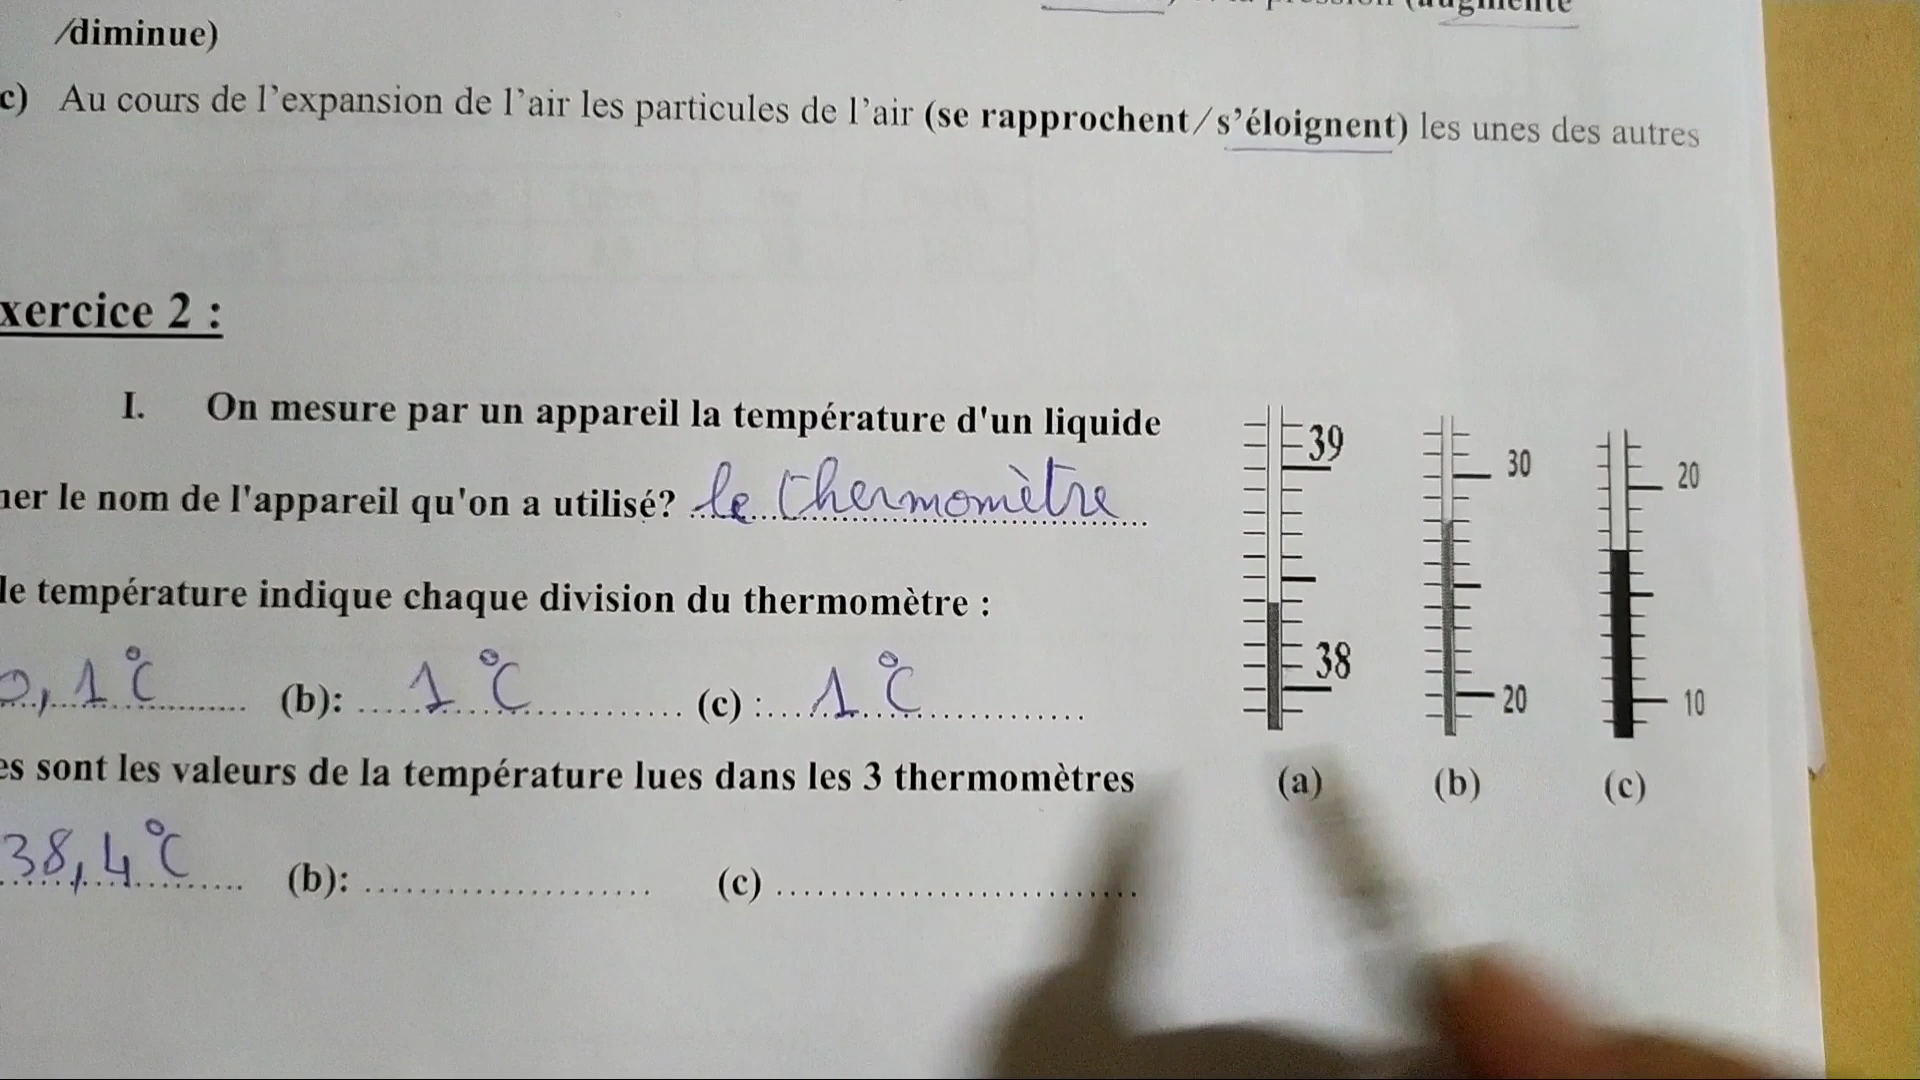 /diminue)
c) Au cours de l'expansion de l'air les particules de l'air (se rapprochent/s'éloignent) les unes des autres
xercice 2 :
I. On mesure par un appareil la température d'un liquide
ner le nom de l'appareil qu'on a utilisé? le thermomètre
le température indique chaque division du thermomètre :
0,1°C (b): 1°C (c) : 1°C
es sont les valeurs de la température lues dans les 3 thermomètres
38,4°C (b): (c)
39 30 20
38 20 10
(a) (b) (c)